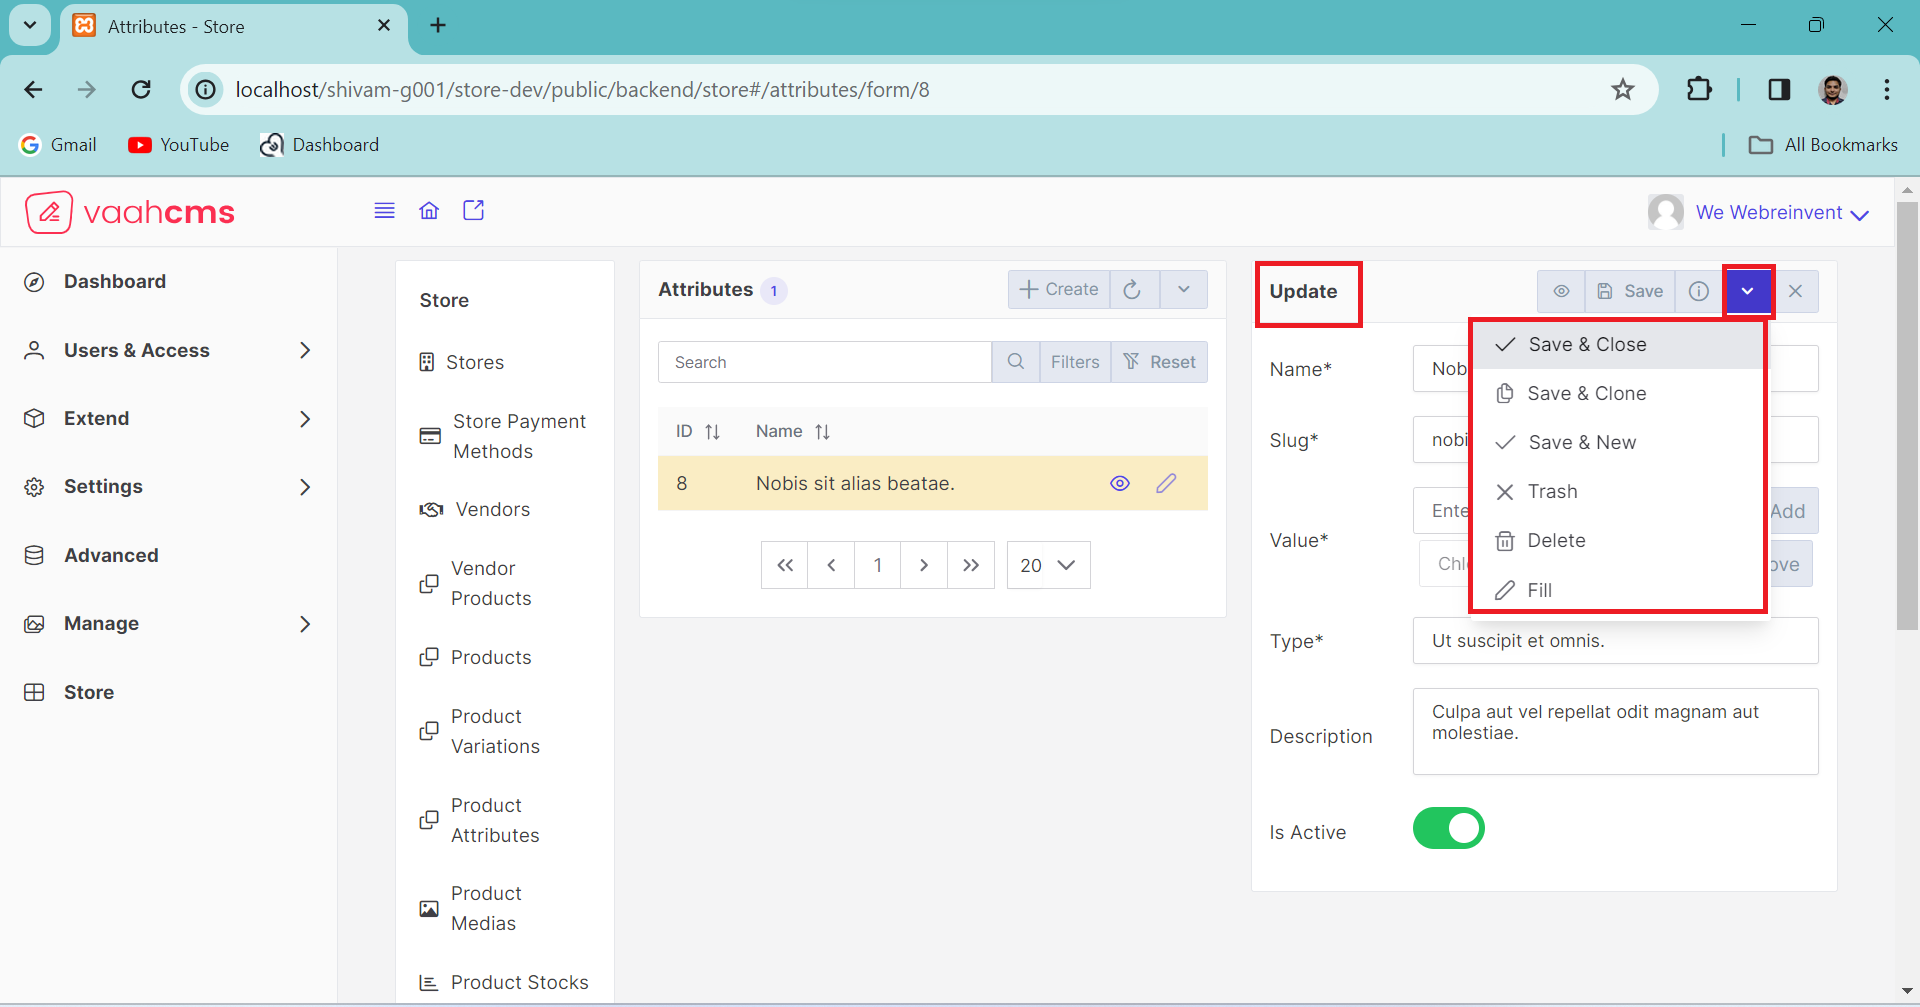 Attributes - Store
localhost/shivam-g001/store-dev/public/backend/store#/attributes/form/8
Gmail
YouTube
Dashboard
All Bookmarks
vaahcms
We Webreinvent
Dashboard
Users & Access
Extend
Settings
Advanced
Manage
Store
Store
Stores
Store Payment
Methods
Vendors
Vendor
Products
Products
Product
Variations
Product
Attributes
Product
Medias
Product Stocks
Attributes 1
Create
Search
Filters
Reset
ID
Name
8
Nobis sit alias beatae.
1
20
Update
Save
Save & Close
Save & Clone
Save & New
Trash
Delete
Fill
Name*
Nob
Slug*
nobi
Value*
Ente
Add
Chl
ove
Type*
Ut suscipit et omnis.
Description
Culpa aut vel repellat odit magnam aut
molestiae.
Is Active